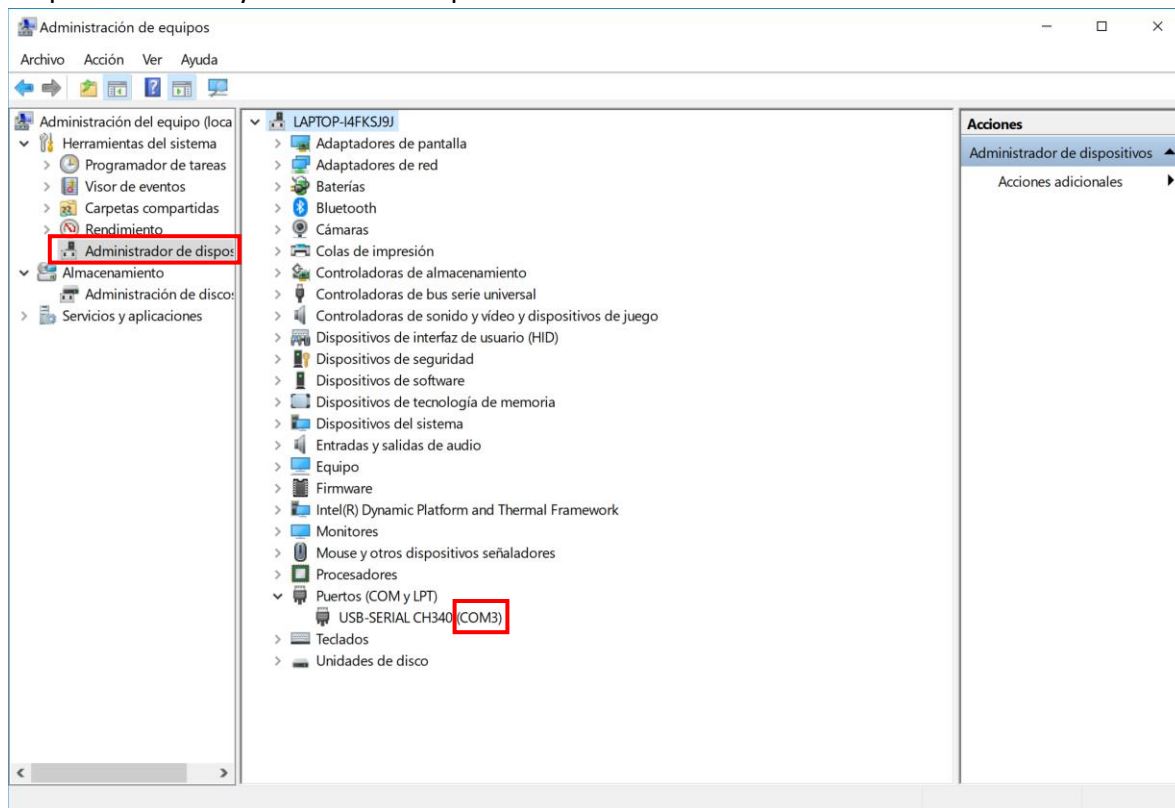 Administración de equipos
Archivo Acción Ver Ayuda
Administración del equipo (loca
Herramientas del sistema
Programador de tareas
Visor de eventos
Carpetas compartidas
Rendimiento
Administrador de dispos
Almacenamiento
Administración de discos
Servicios y aplicaciones
LAPTOP-I4FKSJ9J
Adaptadores de pantalla
Adaptadores de red
Baterías
Bluetooth
Cámaras
Colas de impresión
Controladoras de almacenamiento
Controladoras de bus serie universal
Controladoras de sonido y vídeo y dispositivos de juego
Dispositivos de interfaz de usuario (HID)
Dispositivos de seguridad
Dispositivos de software
Dispositivos de tecnología de memoria
Dispositivos del sistema
Entradas y salidas de audio
Equipo
Firmware
Intel(R) Dynamic Platform and Thermal Framework
Monitores
Mouse y otros dispositivos señaladores
Procesadores
Puertos (COM y LPT)
USB-SERIAL CH340 (COM3)
Teclados
Unidades de disco
Acciones
Administrador de dispositivos
Acciones adicionales